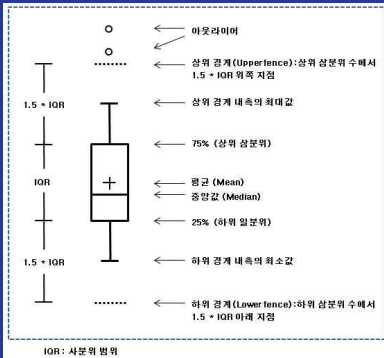 아웃라이어
상위 경계(Upperfence):상위 삼분위 수에서
1.5 * IQR 위쪽 지점
1.5 * IQR
상위 경계 내측의 최대값
75% (상위 삼분위)
IQR
평균 (Mean)
중앙값 (Median)
25% (하위 일분위)
1.5 * IQR
하위 경계 내측의 최소값
하위 경계(Lowerfence):하위 삼분위 수에서
1.5 * IQR 아래 지점
IQR : 사분위 범위